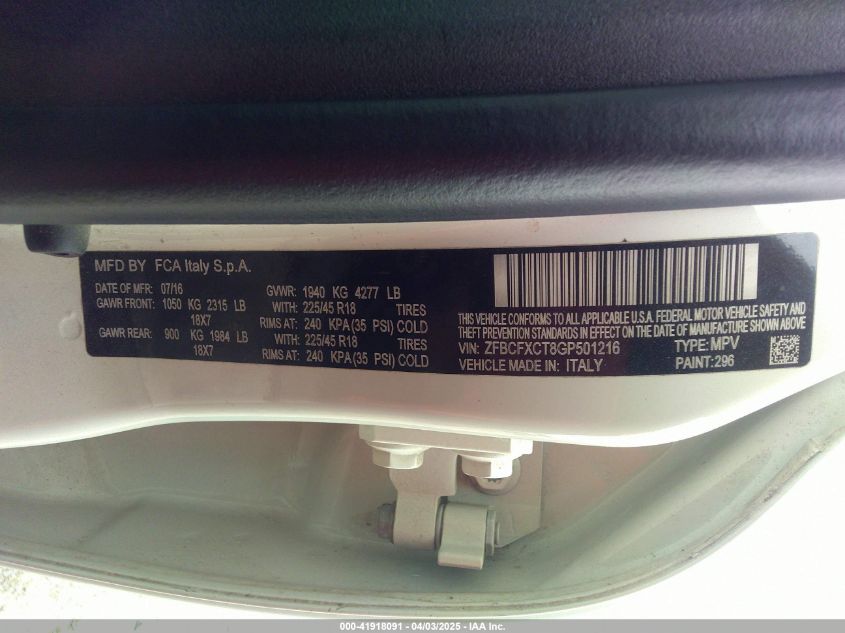 MFD BY FCA Italy S.p.A.
DATE OF MFR: 07/16 GVWR: 1940 KG 4277 LB
GAWR FRONT: 1050 KG 2315 LB WITH: 225/45 R18 TIRES
18X7 RIMS AT: 240 KPA (35 PSI) COLD
GAWR REAR: 900 KG 1984 LB WITH: 225/45 R18 TIRES
18X7 RIMS AT: 240 KPA (35 PSI) COLD
THIS VEHICLE CONFORMS TO ALL APPLICABLE U.S.A. FEDERAL MOTOR VEHICLE SAFETY AND
THEFT PREVENTION STANDARDS IN EFFECT ON THE DATE OF MANUFACTURE SHOWN ABOVE.
VIN: ZFBCFXCT8GP501216 TYPE: MPV
VEHICLE MADE IN: ITALY PAINT: 296
000-41918091 - 04/03/2025 - IAA Inc.